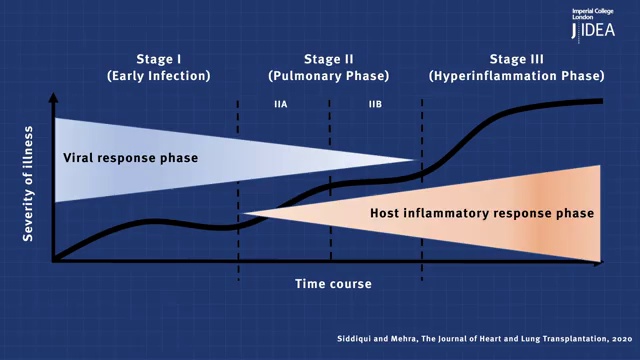 Imperial College
London
J IDEA
Stage I
(Early Infection)
Stage II
(Pulmonary Phase)
Stage III
(Hyperinflammation Phase)
IIA
IIB
Severity of illness
Viral response phase
Host inflammatory response phase
Time course
Siddiqui and Mehra, The Journal of Heart and Lung Transplantation, 2020